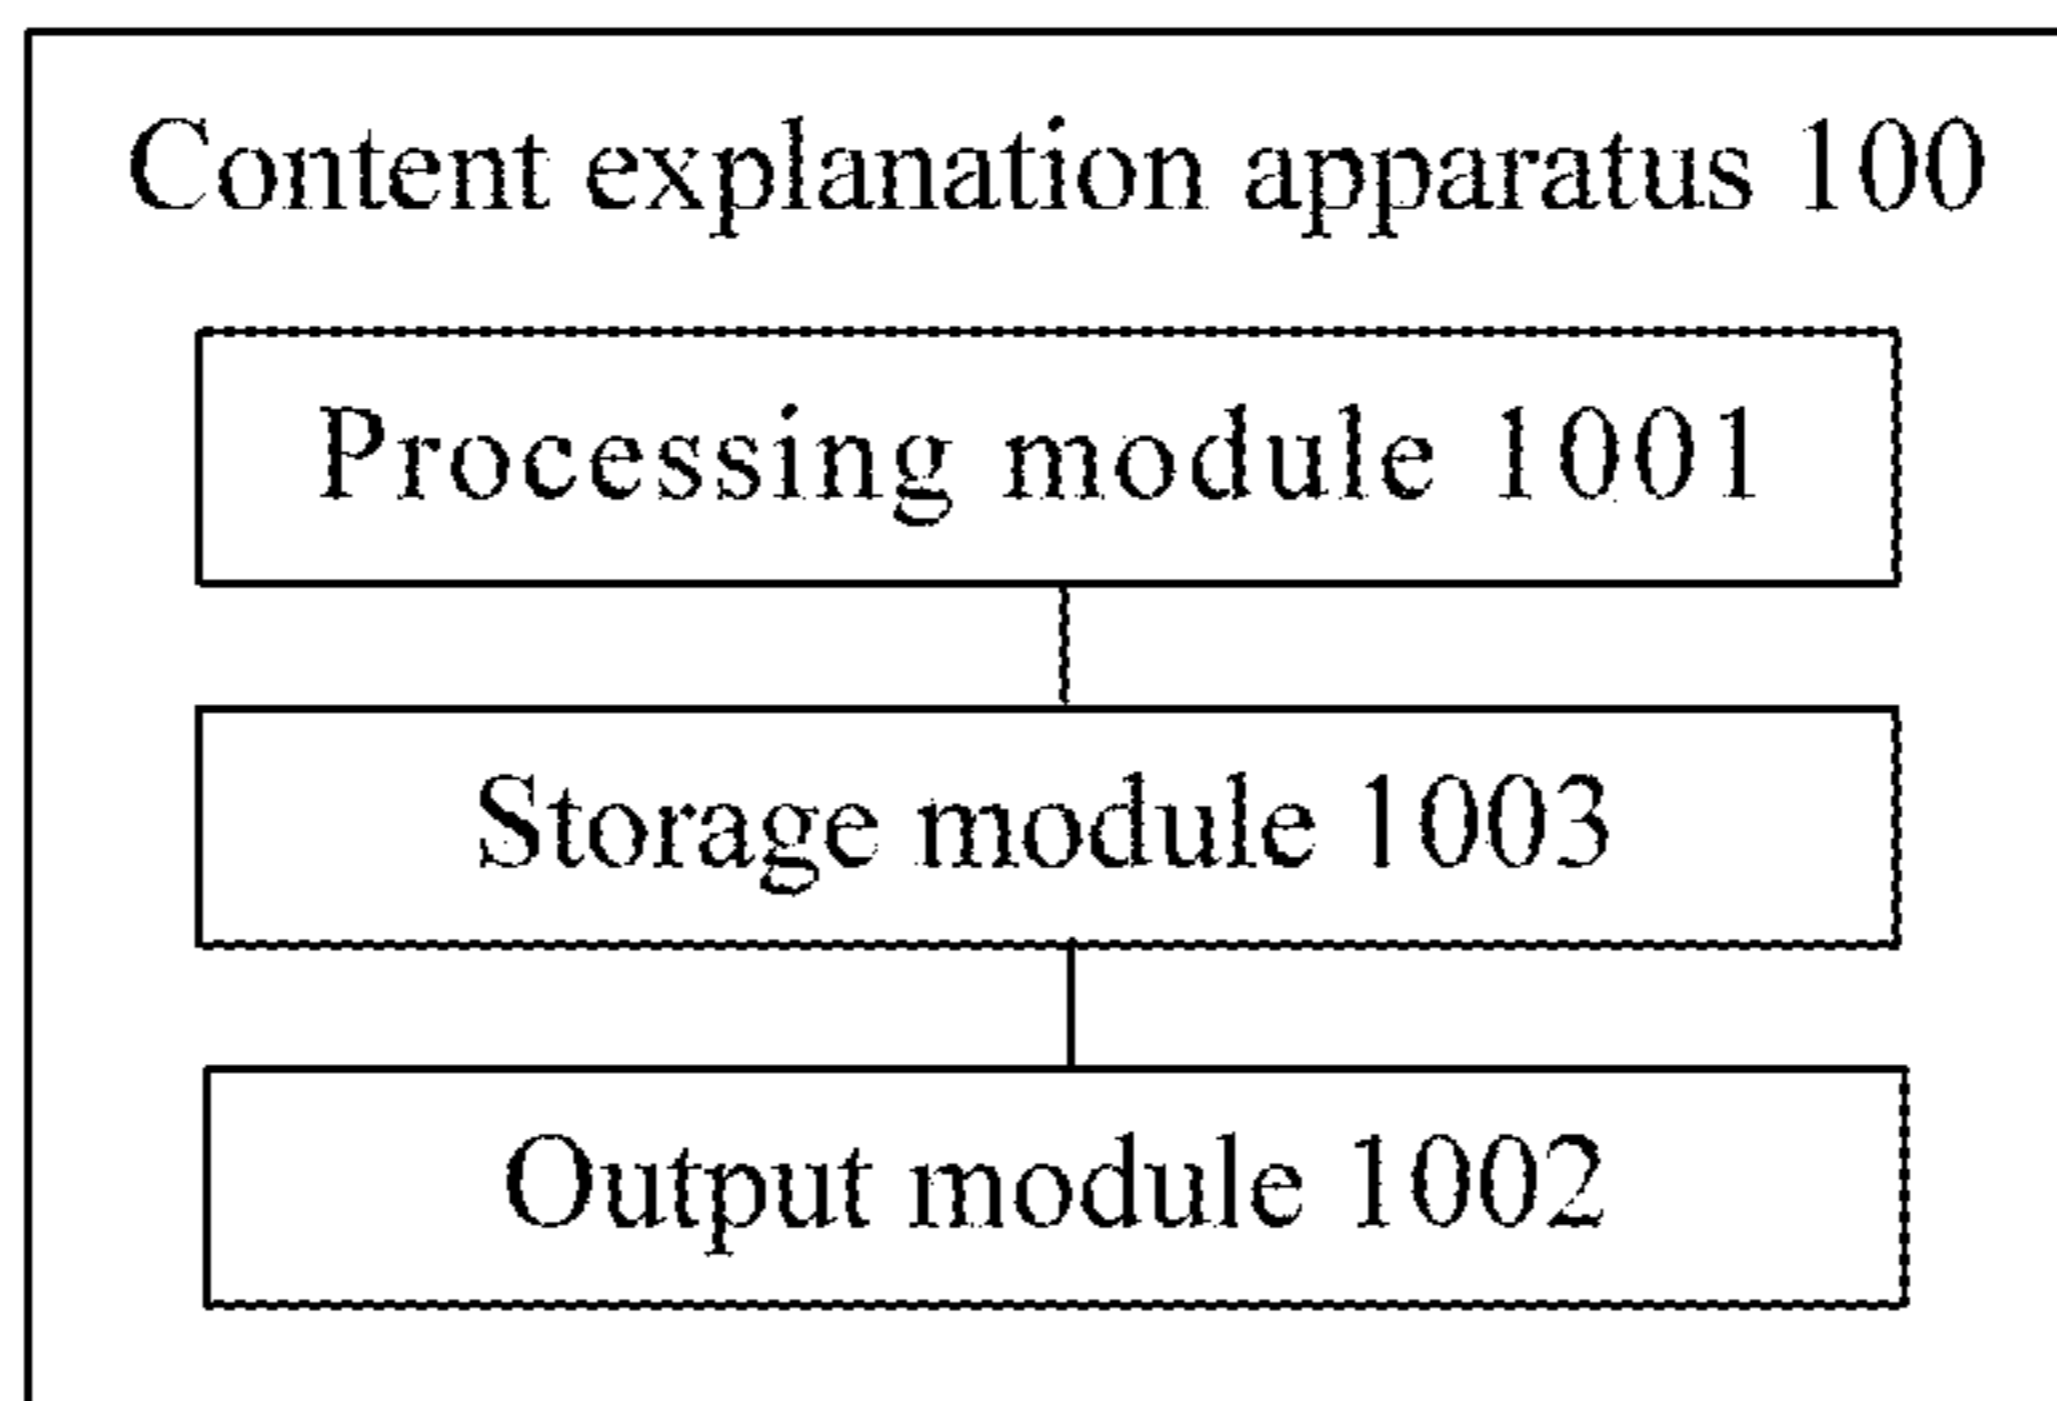 Content explanation apparatus 100
Processing module 1001
Storage module 1003
Output module 1002